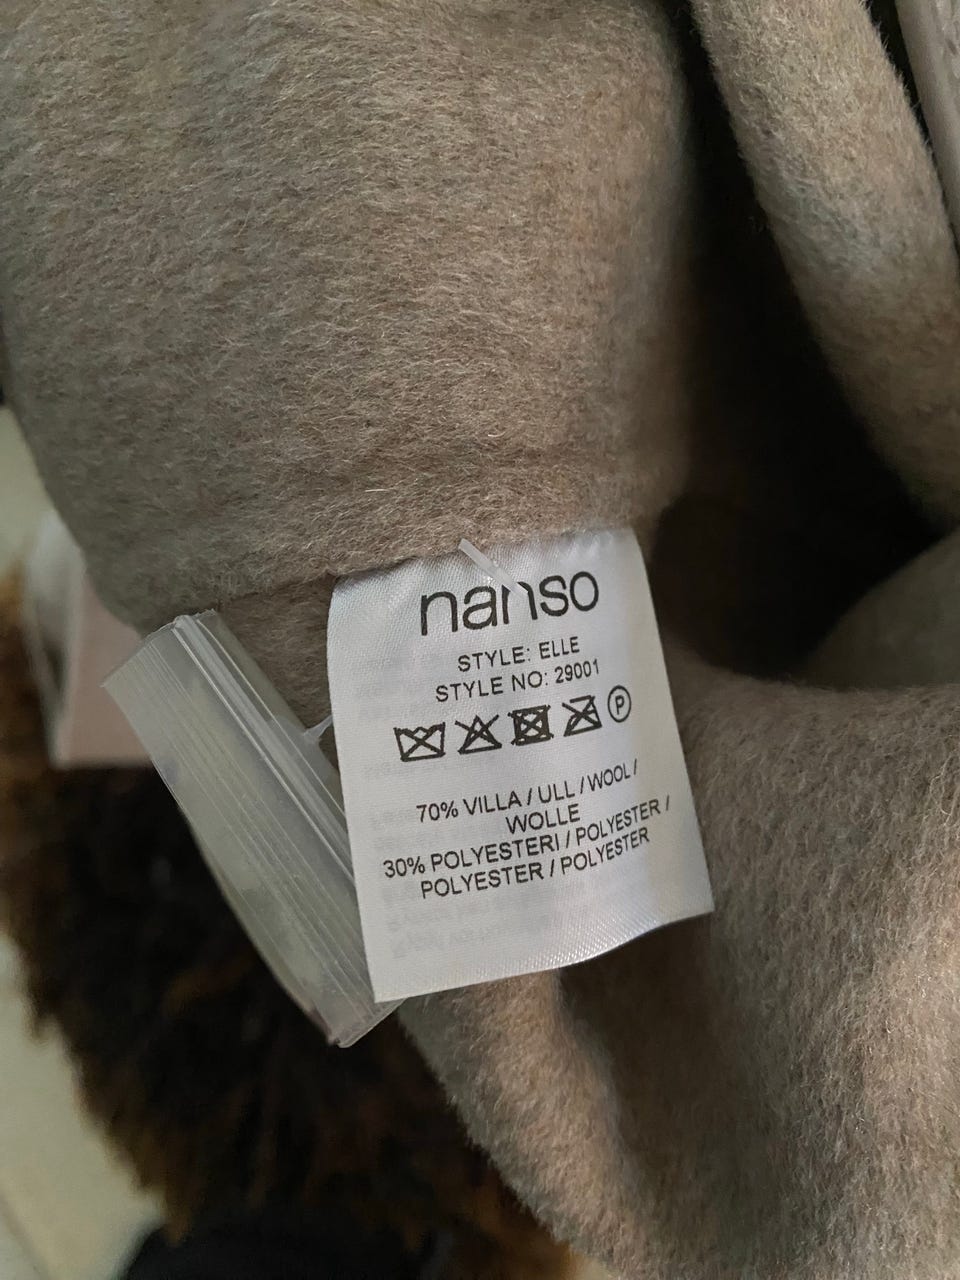 nanso
STYLE: ELLE
STYLE NO: 29001
P
70% VILLA / ULL / WOOL /
WOLLE
30% POLYESTERI / POLYESTER /
POLYESTER / POLYESTER